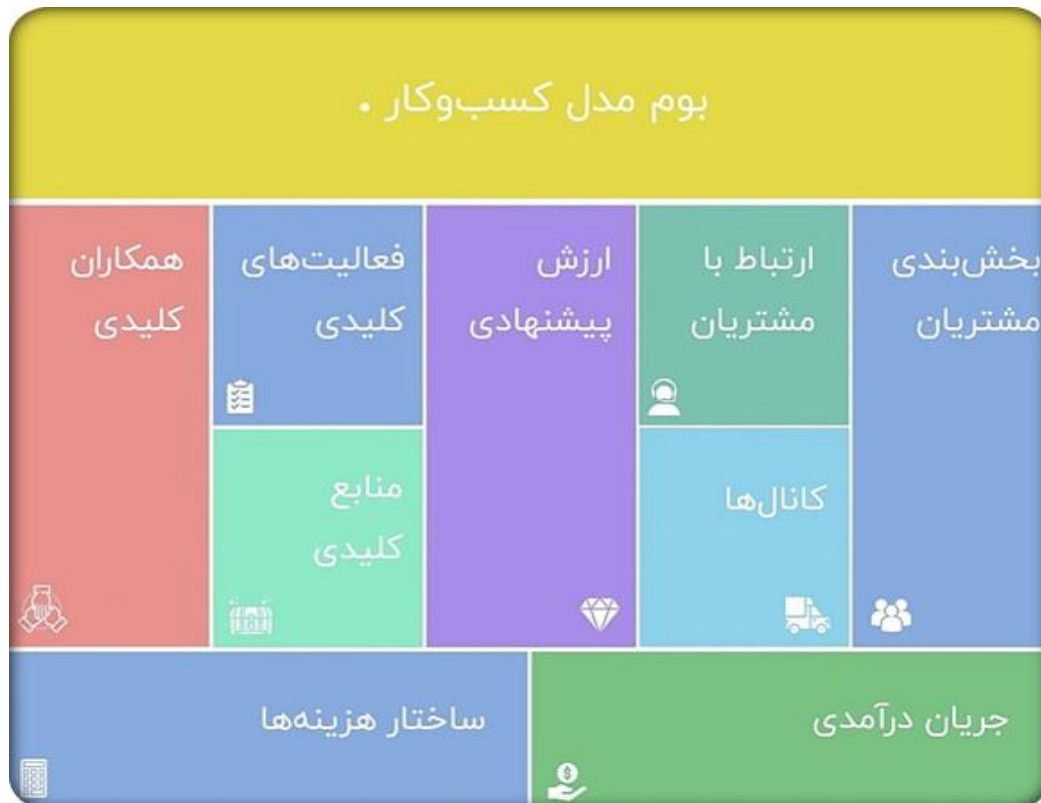 بوم مدل کسب‌وکار .
بخش‌بندی
مشتریان
ارتباط با
مشتریان
کانال‌ها
ارزش
پیشنهادی
فعالیت‌های
کلیدی
منابع
کلیدی
همکاران
کلیدی
جریان درآمدی
ساختار هزینه‌ها